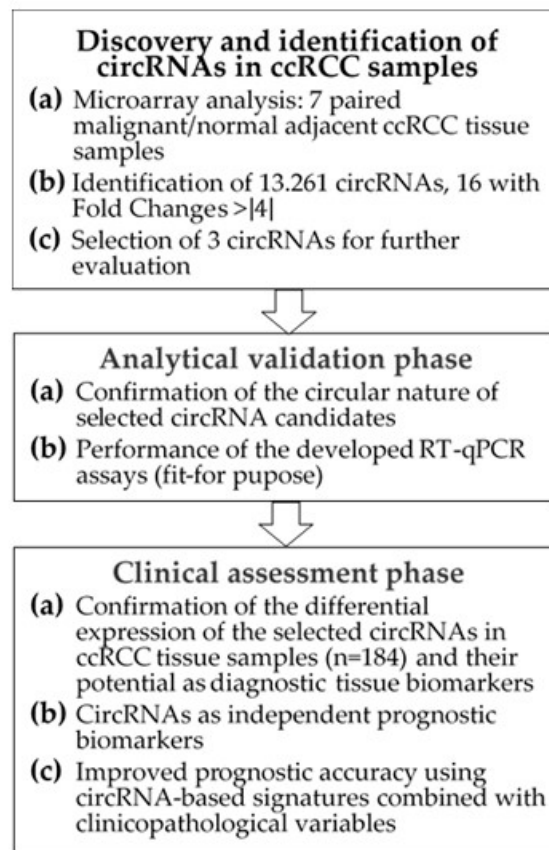 Discovery and identification of
circRNAs in ccRCC samples
(a) Microarray analysis: 7 paired
malignant/normal adjacent ccRCC tissue
samples
(b) Identification of 13.261 circRNAs, 16 with
Fold Changes >|4|
(c) Selection of 3 circRNAs for further
evaluation
Analytical validation phase
(a) Confirmation of the circular nature of
selected circRNA candidates
(b) Performance of the developed RT-qPCR
assays (fit-for pupose)
Clinical assessment phase
(a) Confirmation of the differential
expression of the selected circRNAs in
ccRCC tissue samples (n=184) and their
potential as diagnostic tissue biomarkers
(b) CircRNAs as independent prognostic
biomarkers
(c) Improved prognostic accuracy using
circRNA-based signatures combined with
clinicopathological variables